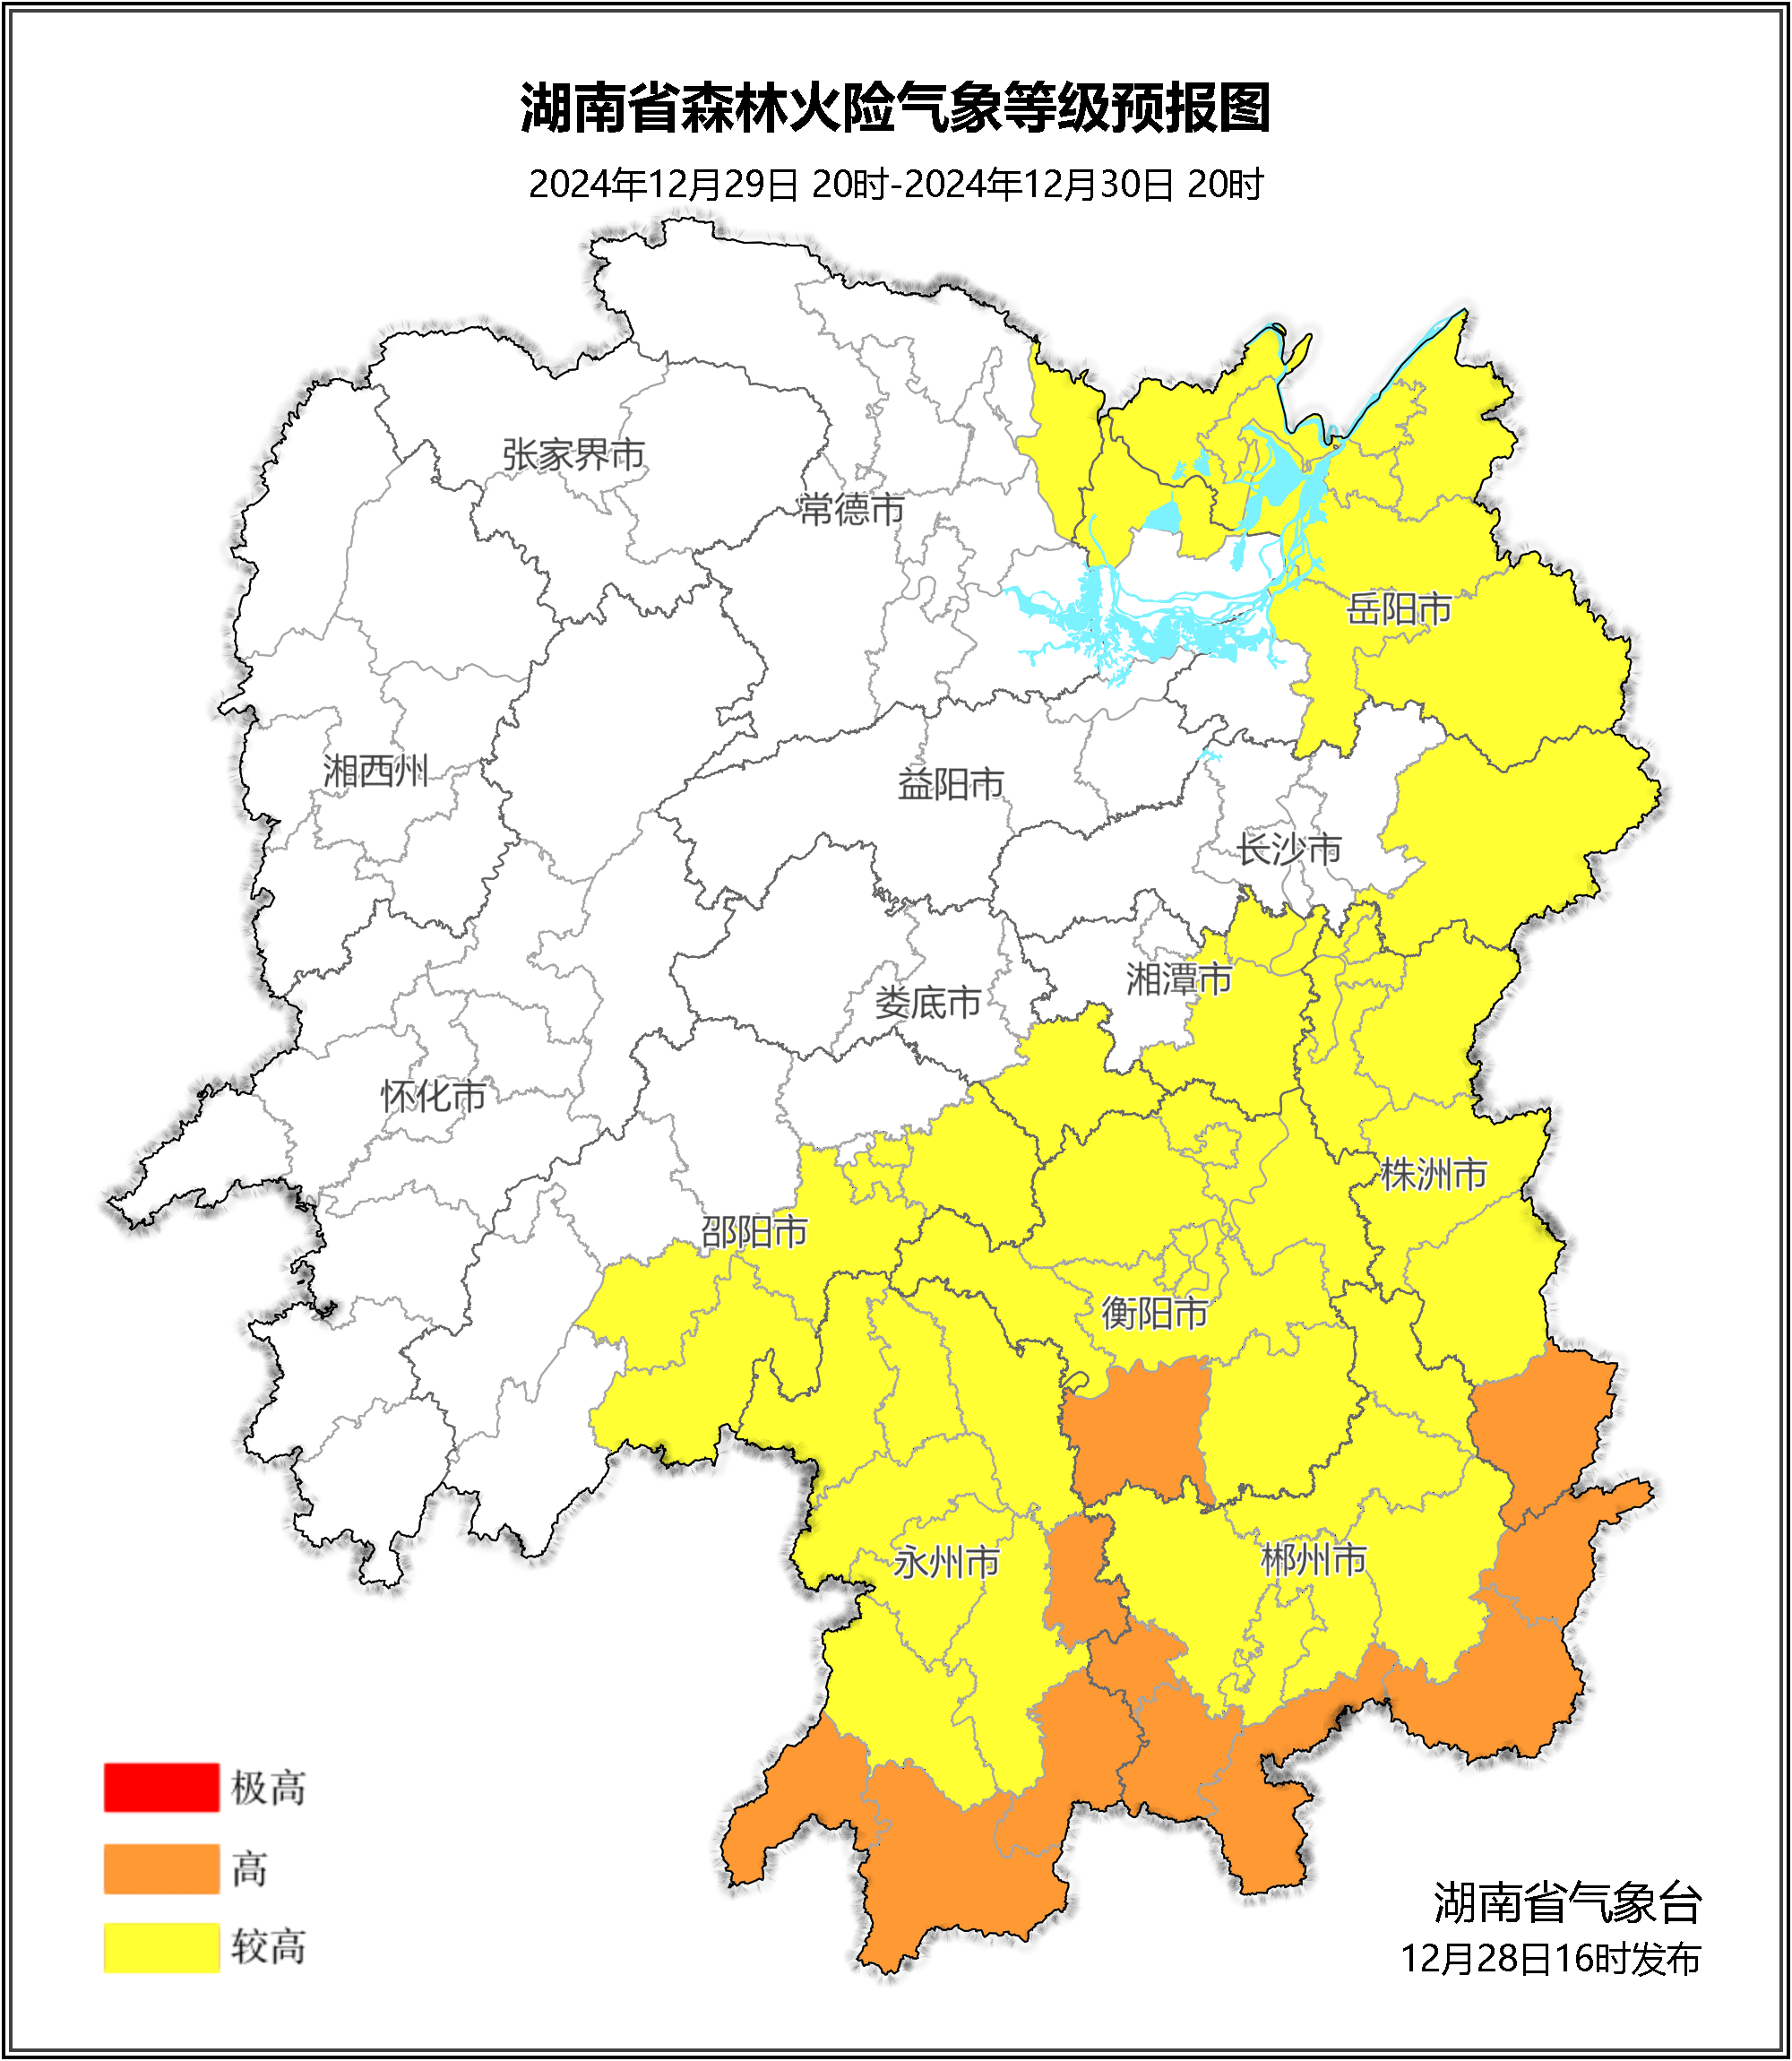 湖南省森林火险气象等级预报图
2024年12月29日 20时-2024年12月30日 20时
张家界市
常德市
岳阳市
湘西州
益阳市
长沙市
湘潭市
娄底市
怀化市
株洲市
邵阳市
衡阳市
永州市
郴州市
极高
高
较高
湖南省气象台
12月28日16时发布